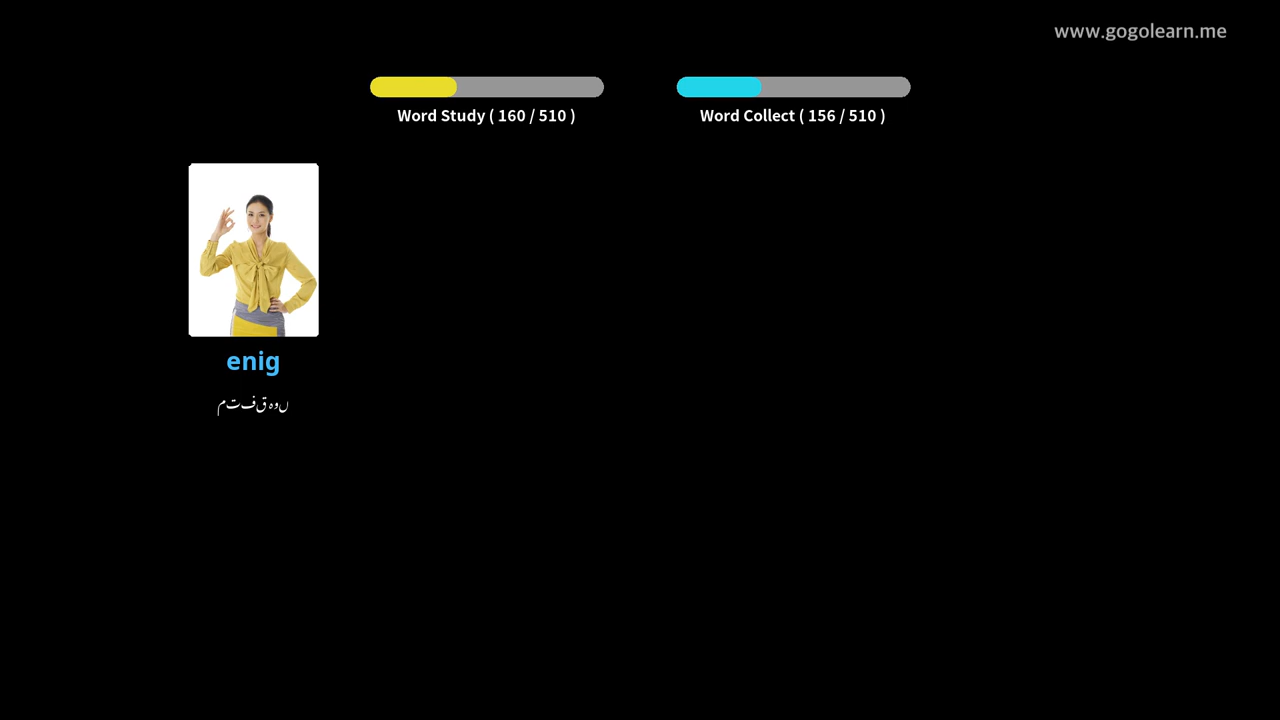 www.gogolearn.me
Word Study ( 160 / 510 )
Word Collect ( 156 / 510 )
enig
متفق ہوں